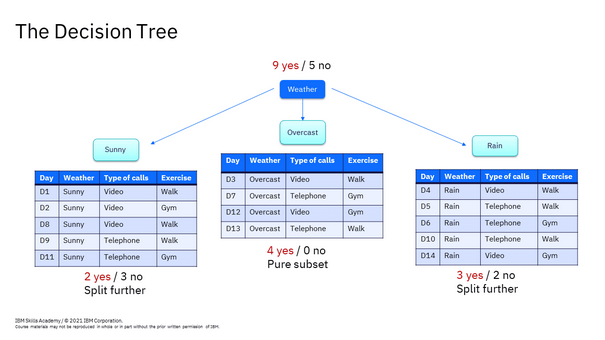 The Decision Tree
9 yes / 5 no
Weather
Sunny
Overcast
Rain
Day Weather Type of calls Exercise
D1 Sunny Video Walk
D2 Sunny Video Gym
D8 Sunny Video Walk
D9 Sunny Telephone Walk
D11 Sunny Telephone Gym
2 yes / 3 no
Split further
Day Weather Type of calls Exercise
D3 Overcast Video Walk
D7 Overcast Telephone Gym
D12 Overcast Video Gym
D13 Overcast Telephone Walk
4 yes / 0 no
Pure subset
Day Weather Type of calls Exercise
D4 Rain Video Walk
D5 Rain Telephone Walk
D6 Rain Telephone Gym
D10 Rain Telephone Walk
D14 Rain Video Gym
3 yes / 2 no
Split further
IBM Skills Academy / © 2021 IBM Corporation.
Course materials may not be reproduced in whole or in part without the prior written permission of IBM.